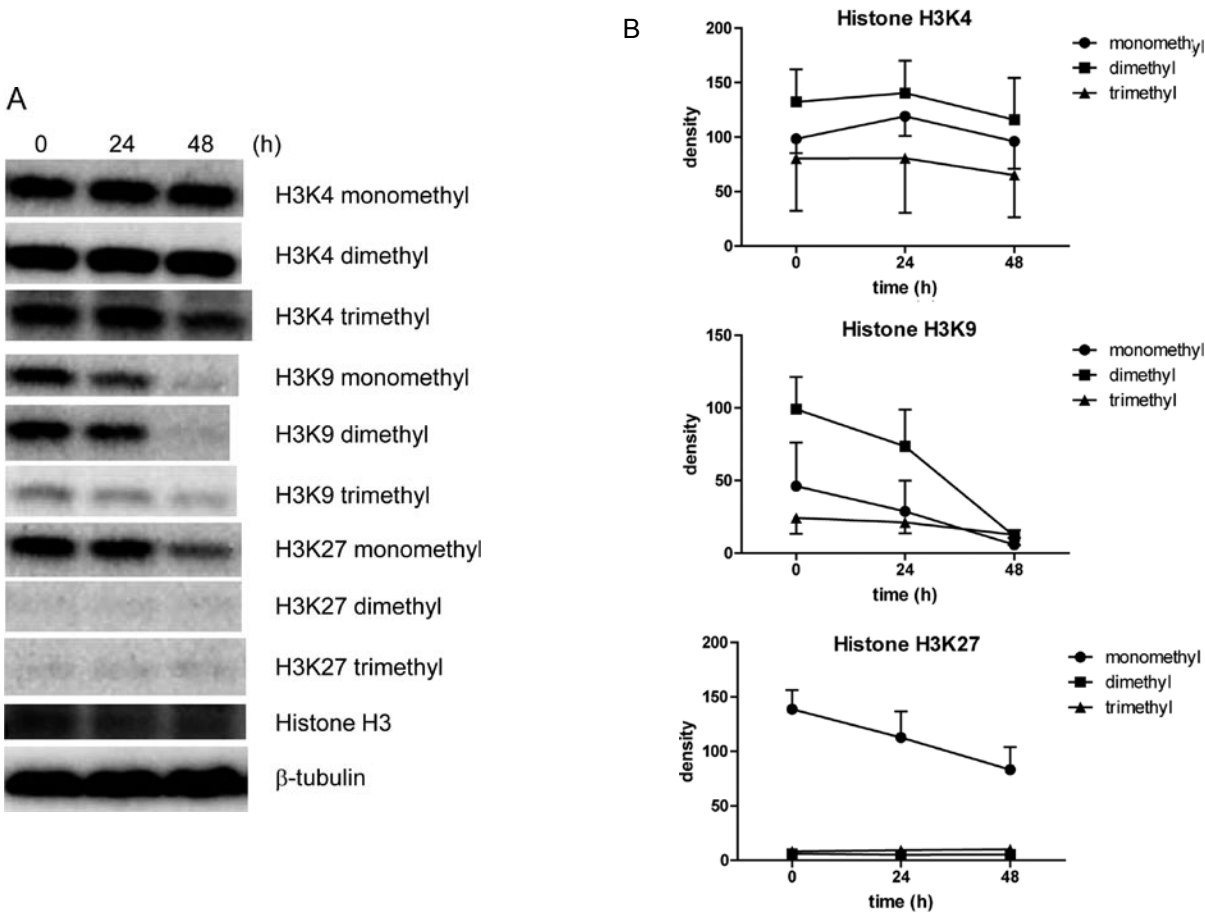 A
0 24 48 (h)
H3K4 monomethyl
H3K4 dimethyl
H3K4 trimethyl
H3K9 monomethyl
H3K9 dimethyl
H3K9 trimethyl
H3K27 monomethyl
H3K27 dimethyl
H3K27 trimethyl
Histone H3
β-tubulin
B
Histone H3K4
200
150
100
50
0
density
0 24 48
time (h)
monomethyl
dimethyl
trimethyl
Histone H3K9
150
100
50
0
density
0 24 48
time (h)
monomethyl
dimethyl
trimethyl
Histone H3K27
200
150
100
50
0
density
0 24 48
time (h)
monomethyl
dimethyl
trimethyl